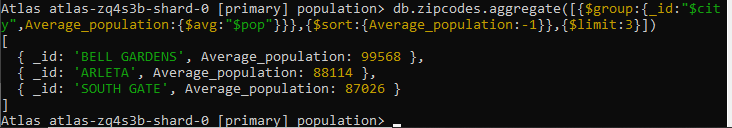 Atlas atlas-zq4s3b-shard-0 [primary] population> db.zipcodes.aggregate([{$group:{_id:"$cit
y",Average_population:{$avg:"$pop"}}},{$sort:{Average_population:-1}},{$limit:3}])
[
  { _id: 'BELL GARDENS', Average_population: 99568 },
  { _id: 'ARLETA', Average_population: 88114 },
  { _id: 'SOUTH GATE', Average_population: 87026 }
]
Atlas atlas-zq4s3b-shard-0 [primary] population>